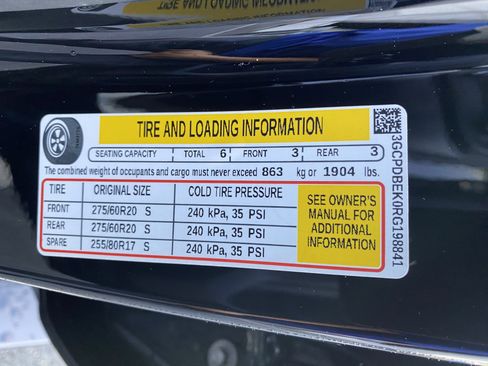 TIRE AND LOADING INFORMATION
SEATING CAPACITY TOTAL 6 FRONT 3 REAR 3
The combined weight of occupants and cargo must never exceed 863 kg or 1904 lbs.
TIRE ORIGINAL SIZE COLD TIRE PRESSURE
FRONT 275/60R20 S 240 kPa, 35 PSI
REAR 275/60R20 S 240 kPa, 35 PSI
SPARE 255/80R17 S 240 kPa, 35 PSI
SEE OWNER'S
MANUAL FOR
ADDITIONAL
INFORMATION
3GCPDBEK0RG198841